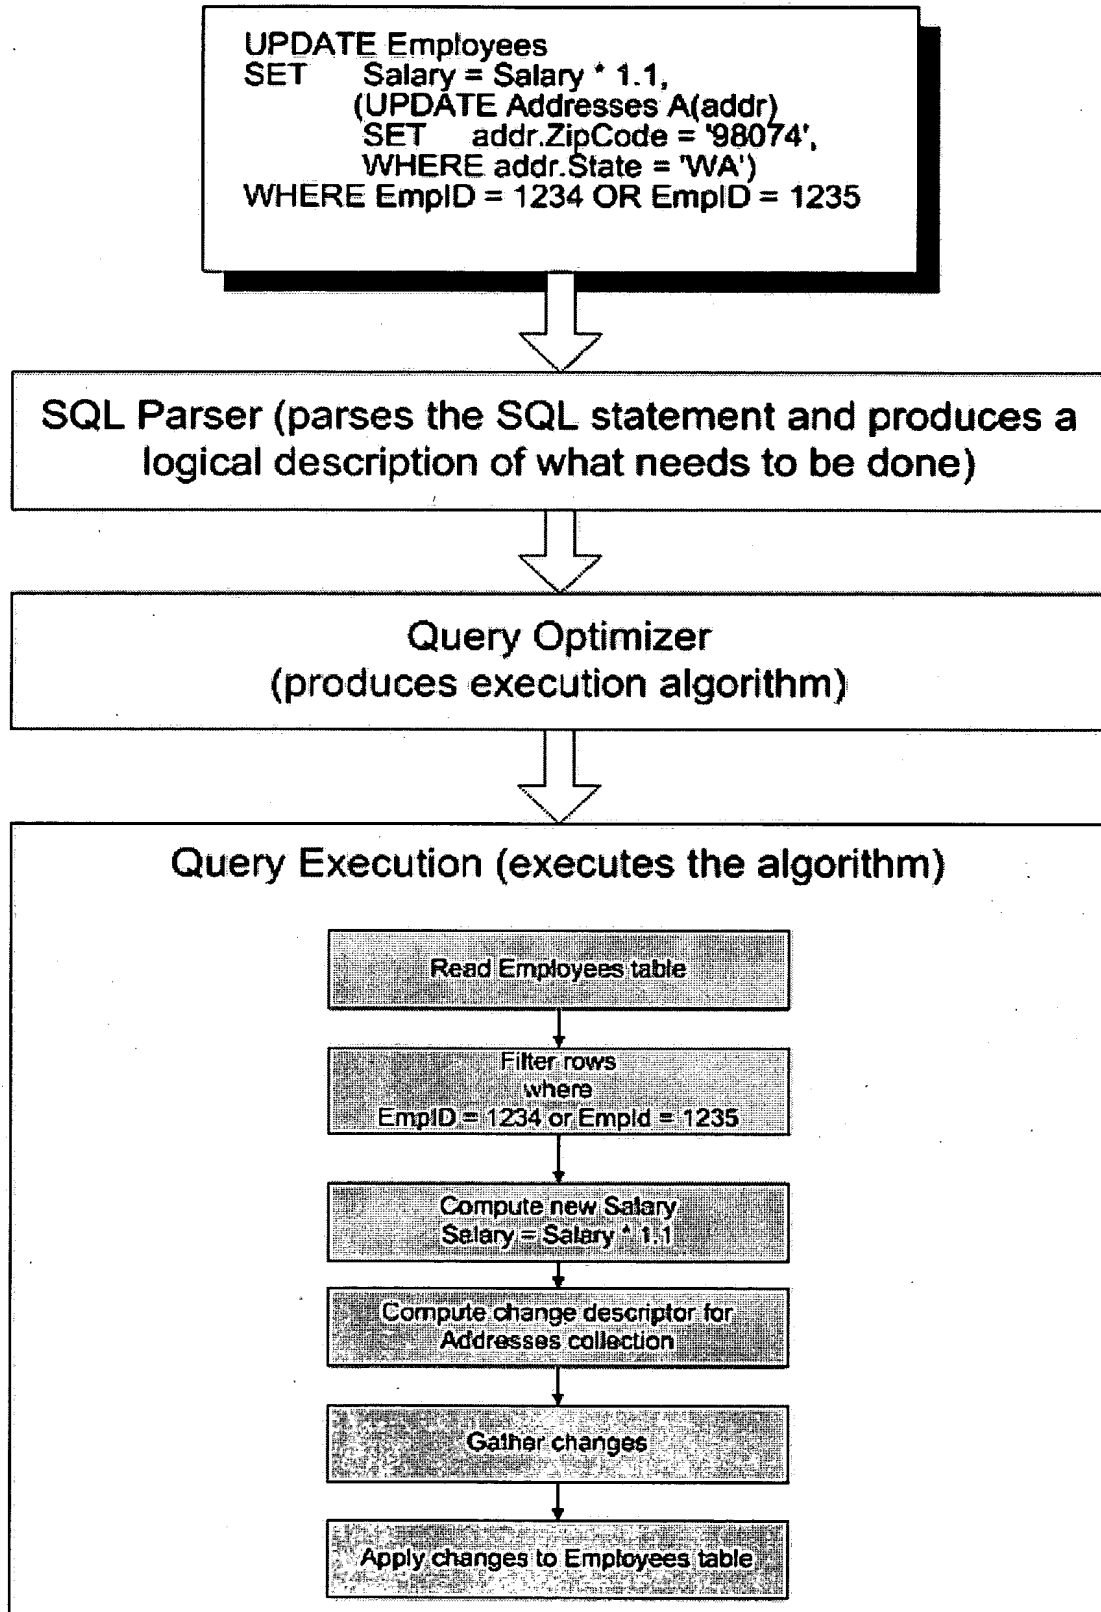 UPDATE Employees
SET Salary = Salary * 1.1,
(UPDATE Addresses A(addr)
SET addr.ZipCode = '98074',
WHERE addr.State = 'WA')
WHERE EmpID = 1234 OR EmpID = 1235
SQL Parser (parses the SQL statement and produces a
logical description of what needs to be done)
Query Optimizer
(produces execution algorithm)
Query Execution (executes the algorithm)
Read Employees table
Filter rows
where
EmpID = 1234 or EmpId = 1235
Compute new Salary
Salary = Salary * 1.1
Compute change descriptor for
Addresses collection
Gather changes
Apply changes to Employees table